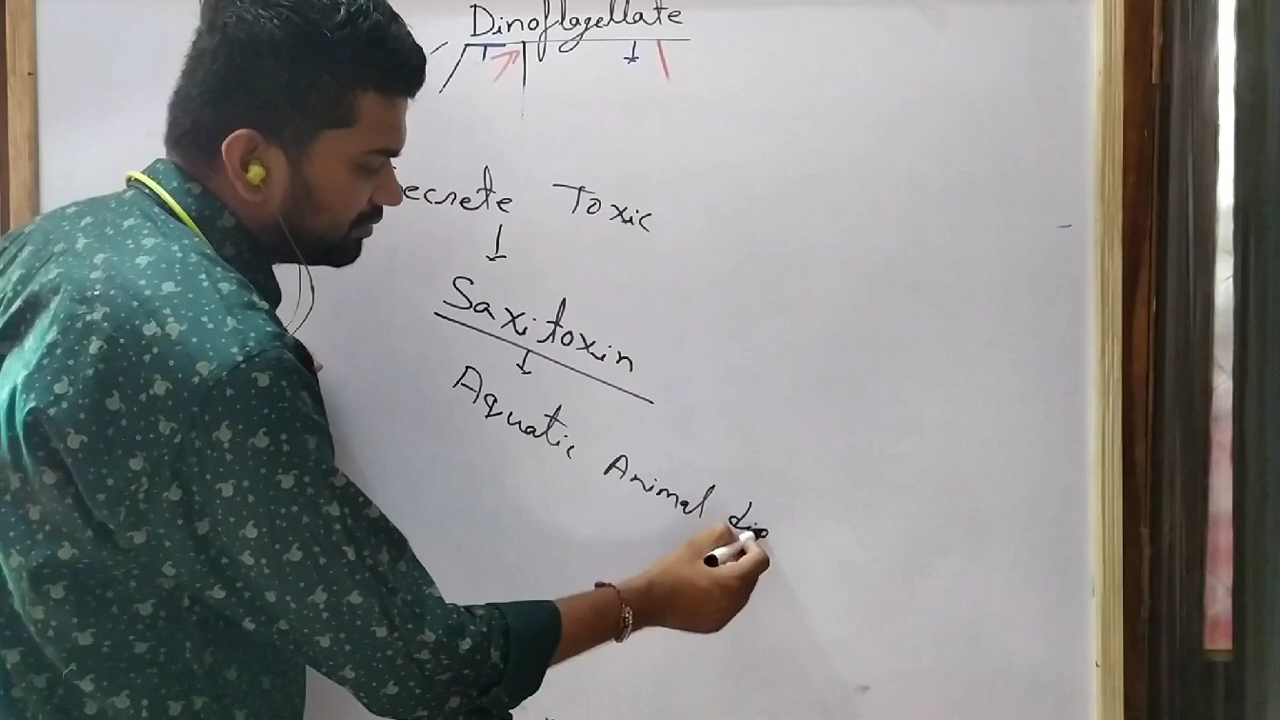 Dinoflagellate
ecrete Toxic
Saxitoxin
Aquatic Animal